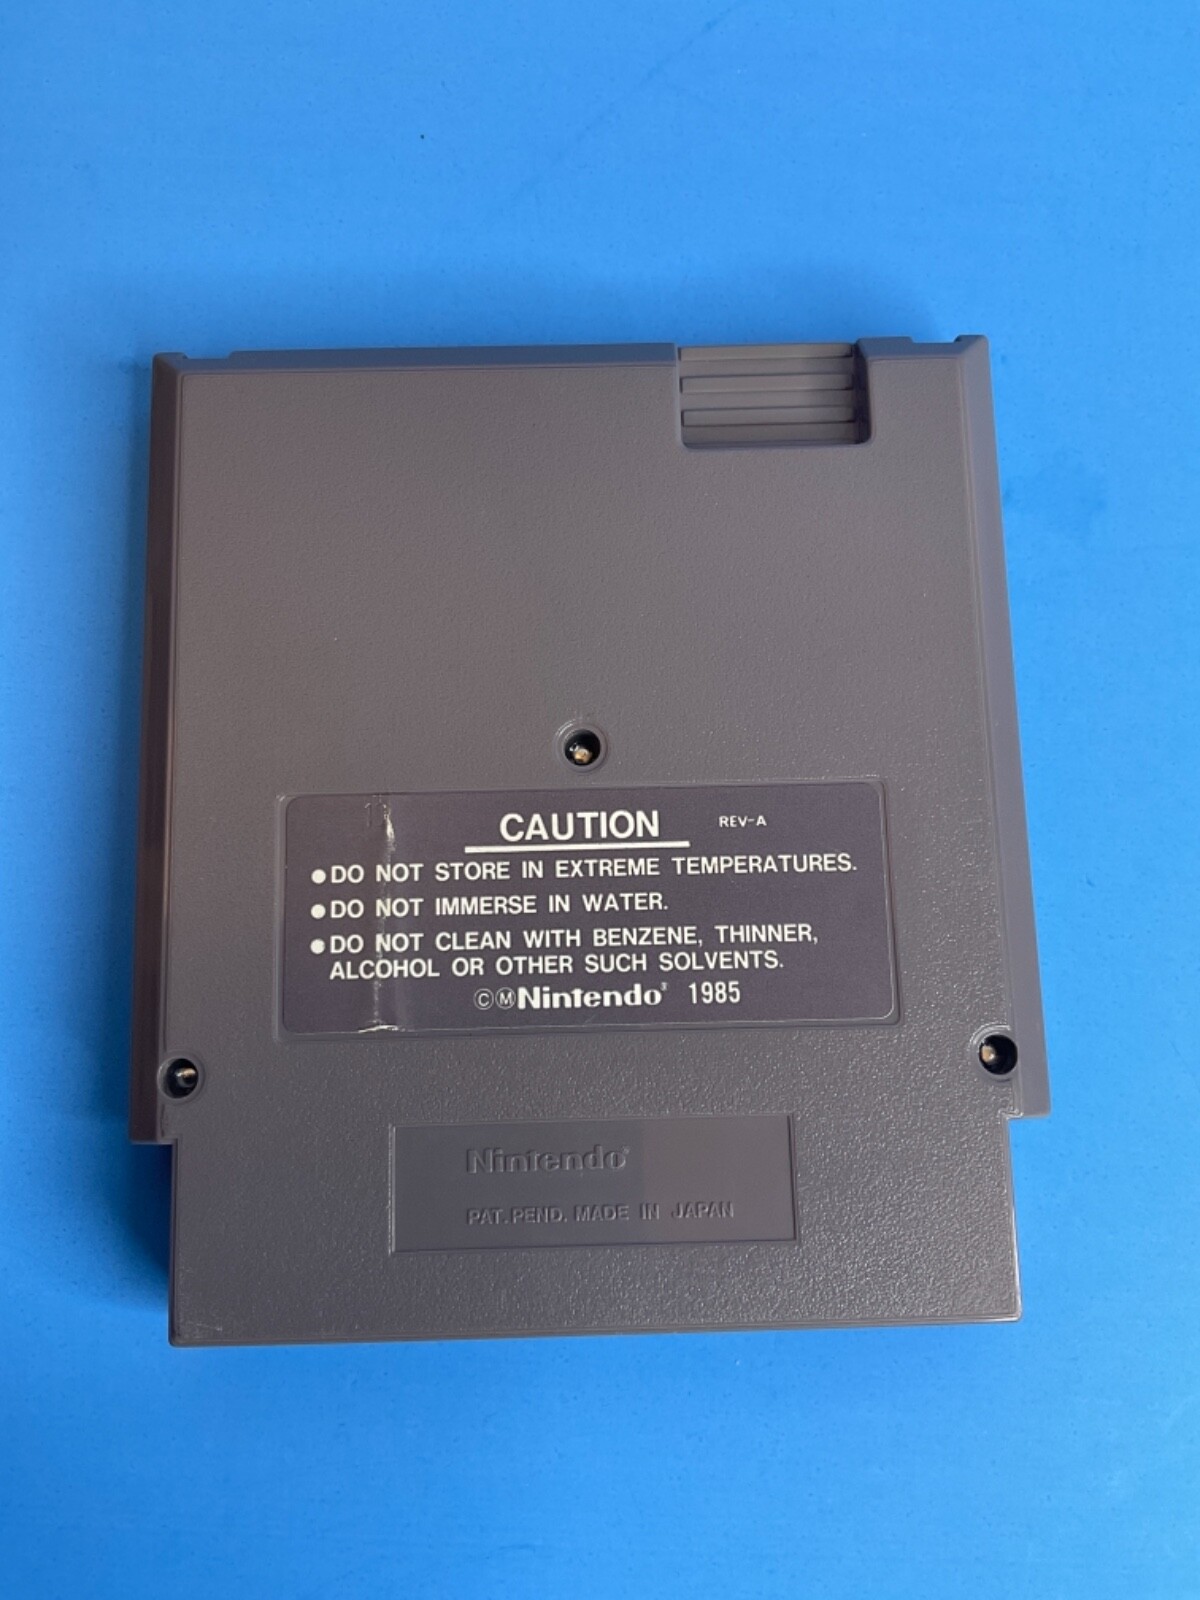 CAUTION REV-A
●DO NOT STORE IN EXTREME TEMPERATURES.
●DO NOT IMMERSE IN WATER.
●DO NOT CLEAN WITH BENZENE, THINNER,
ALCOHOL OR OTHER SUCH SOLVENTS.
©ⓂNintendo® 1985
Nintendo®
PAT. PEND. MADE IN JAPAN